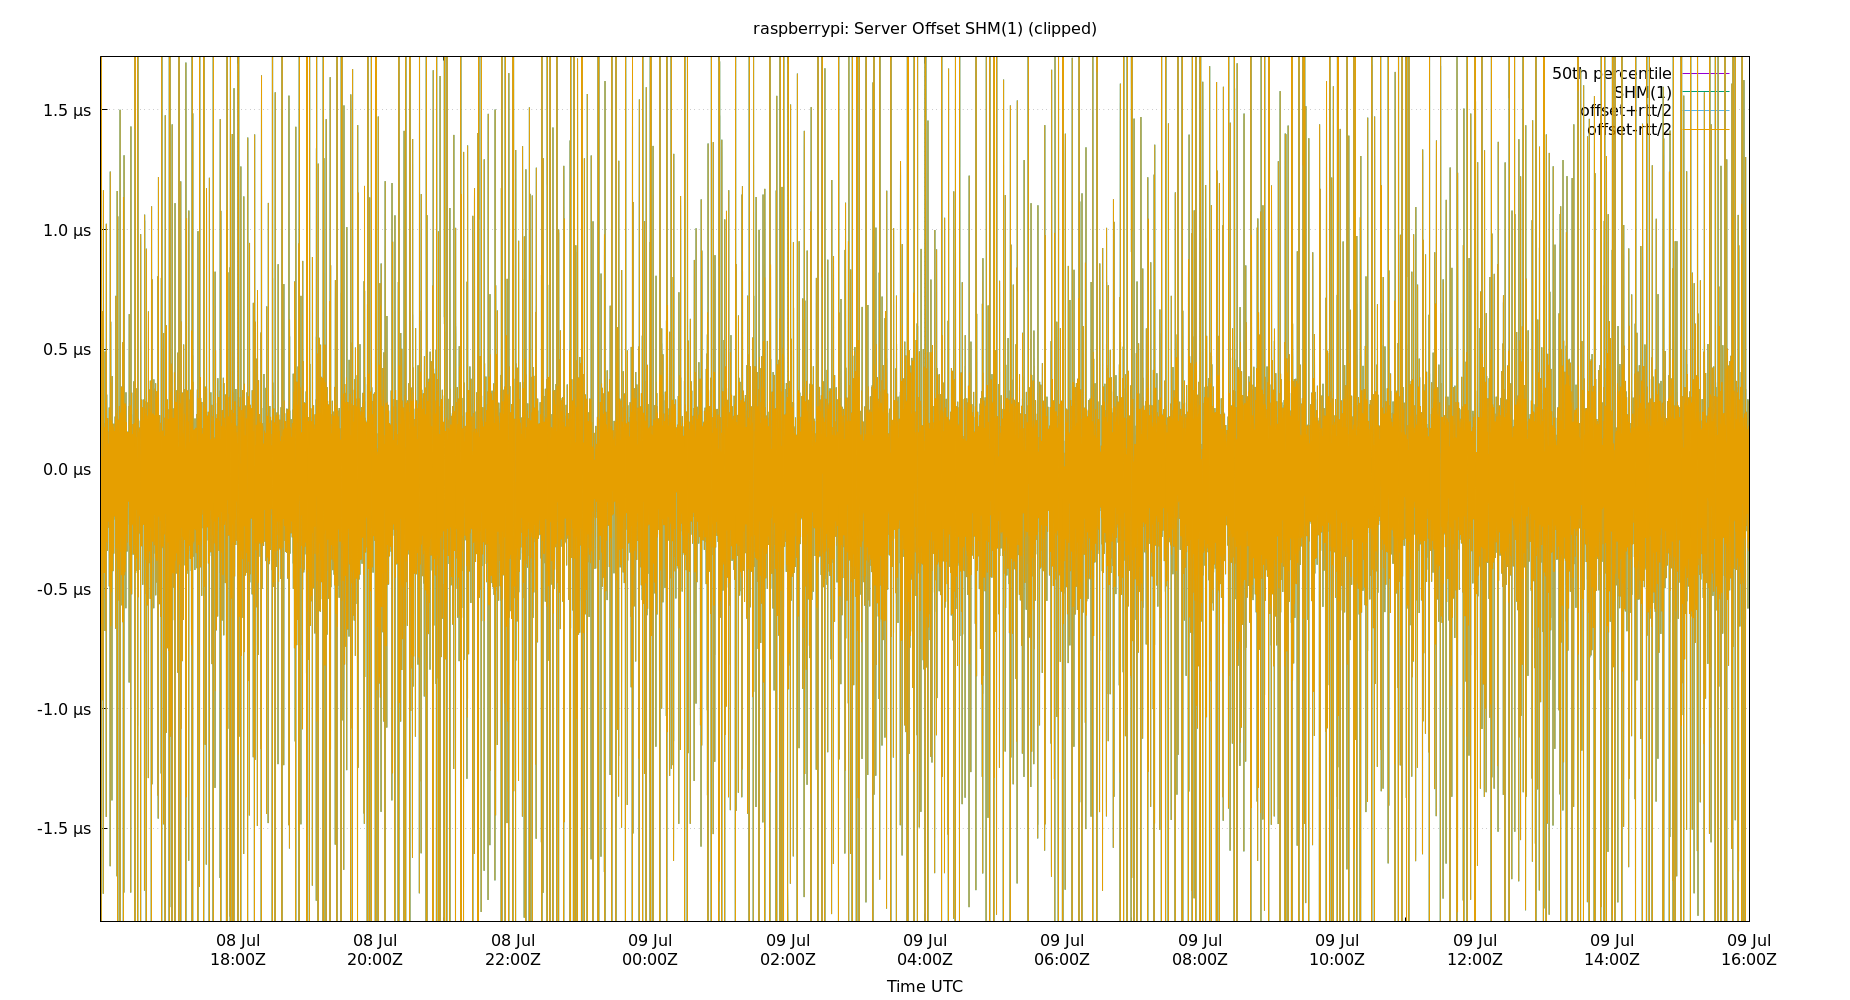 raspberrypi: Server Offset SHM(1) (clipped)
50th percentile
SHM(1)
offset+rtt/2
offset-rtt/2
1.5 µs
1.0 µs
0.5 µs
0.0 µs
-0.5 µs
-1.0 µs
-1.5 µs
08 Jul 08 Jul 08 Jul 09 Jul 09 Jul 09 Jul 09 Jul 09 Jul 09 Jul 09 Jul 09 Jul 09 Jul
18:00Z 20:00Z 22:00Z 00:00Z 02:00Z 04:00Z 06:00Z 08:00Z 10:00Z 12:00Z 14:00Z 16:00Z
Time UTC